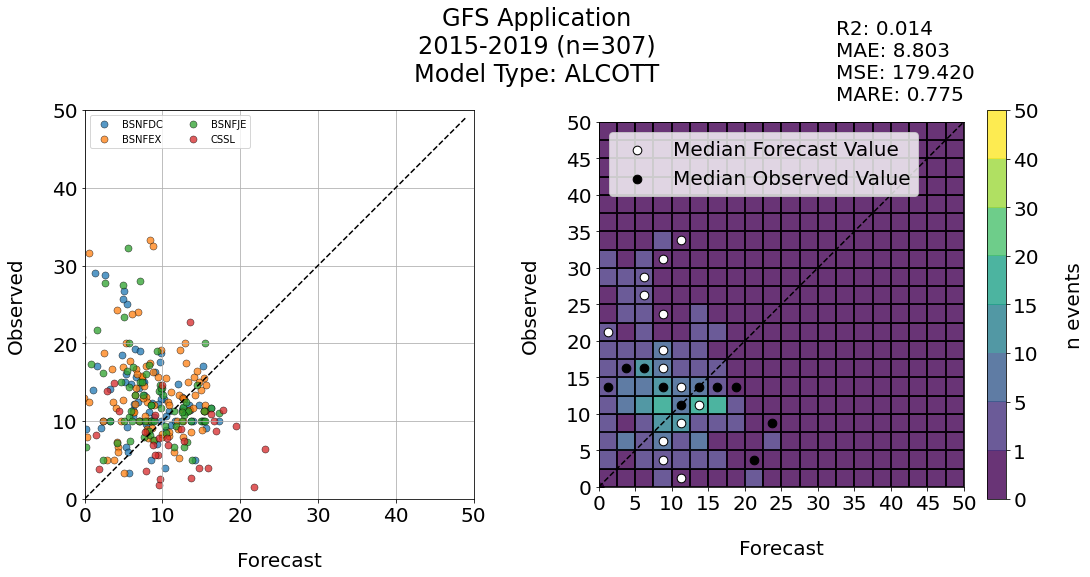 GFS Application
2015-2019 (n=307)
Model Type: ALCOTT
R2: 0.014
MAE: 8.803
MSE: 179.420
MARE: 0.775
BSNFDC BSNFJE
BSNFEX CSSL
50
40
30
20
10
0
Observed
0 10 20 30 40 50
Forecast
Median Forecast Value
Median Observed Value
50
45
40
35
30
25
20
15
10
5
0
Observed
0 5 10 15 20 25 30 35 40 45 50
Forecast
50
40
30
20
15
10
5
1
0
n events